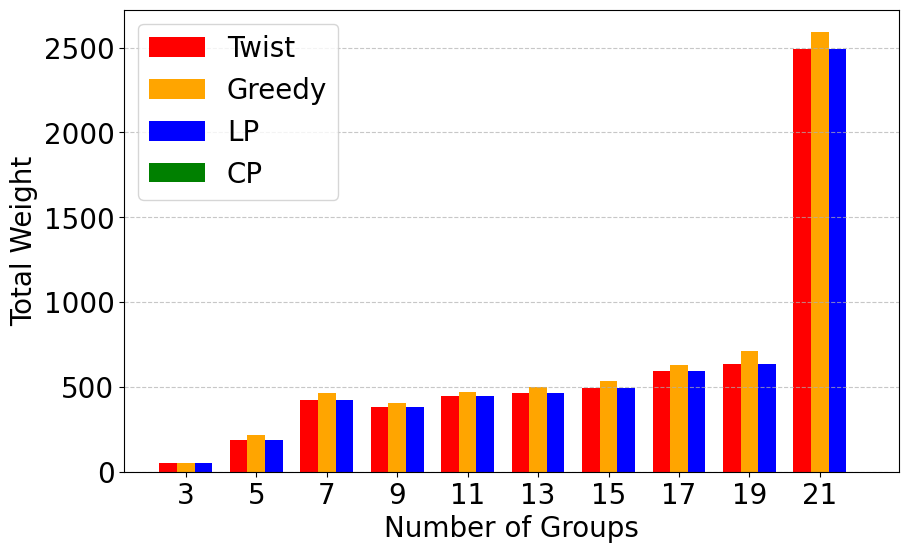 Twist
Greedy
LP
CP
2500
2000
1500
1000
500
0
Total Weight
3 5 7 9 11 13 15 17 19 21
Number of Groups